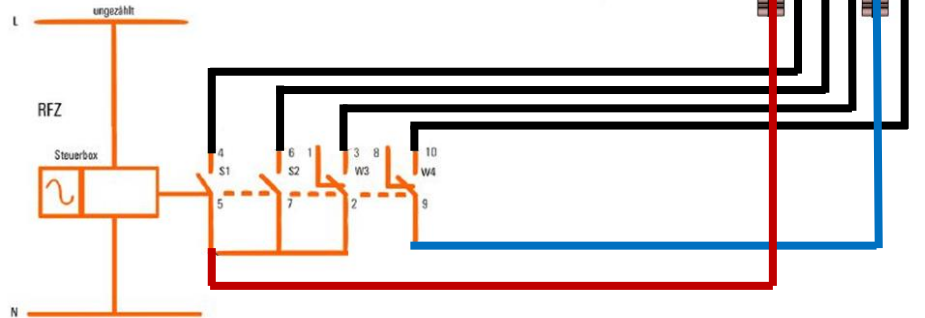 ungezählt
L
RFZ
Steuerbox
4 6 1 3 8 10
S1 S2 W3 W4
5 7 2 9
N